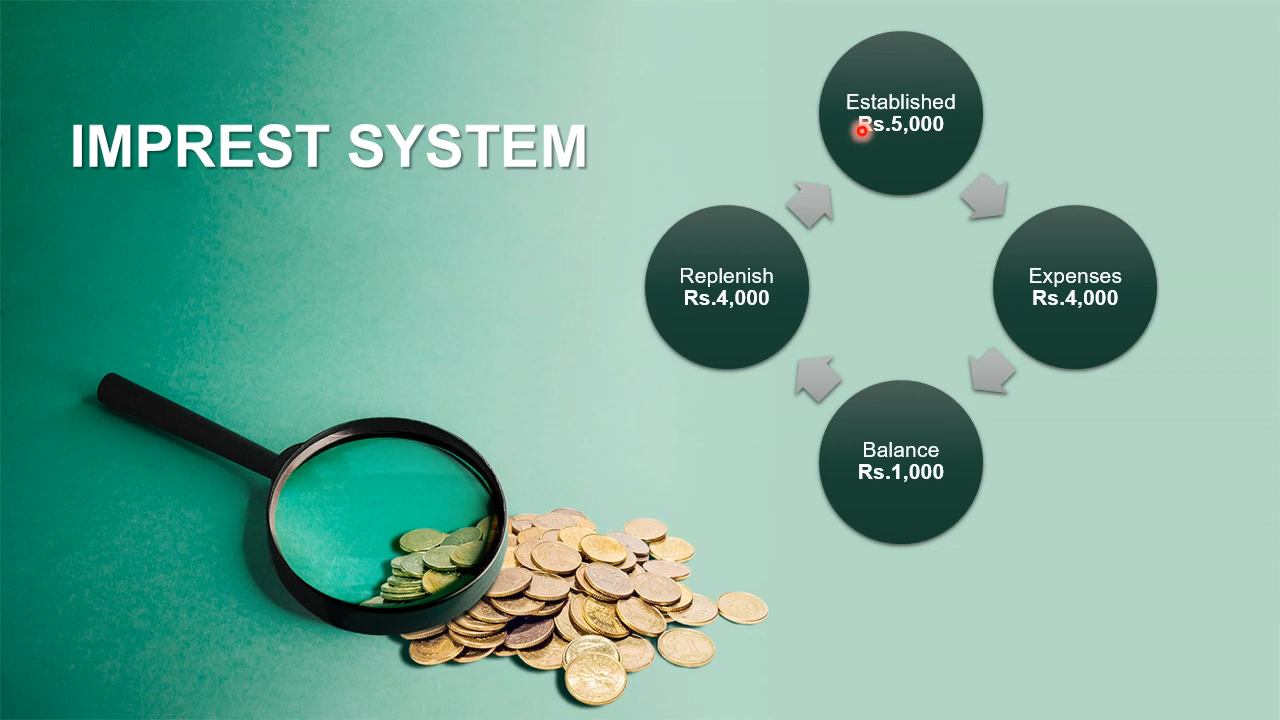 IMPREST SYSTEM
Established
Rs.5,000
Expenses
Rs.4,000
Balance
Rs.1,000
Replenish
Rs.4,000